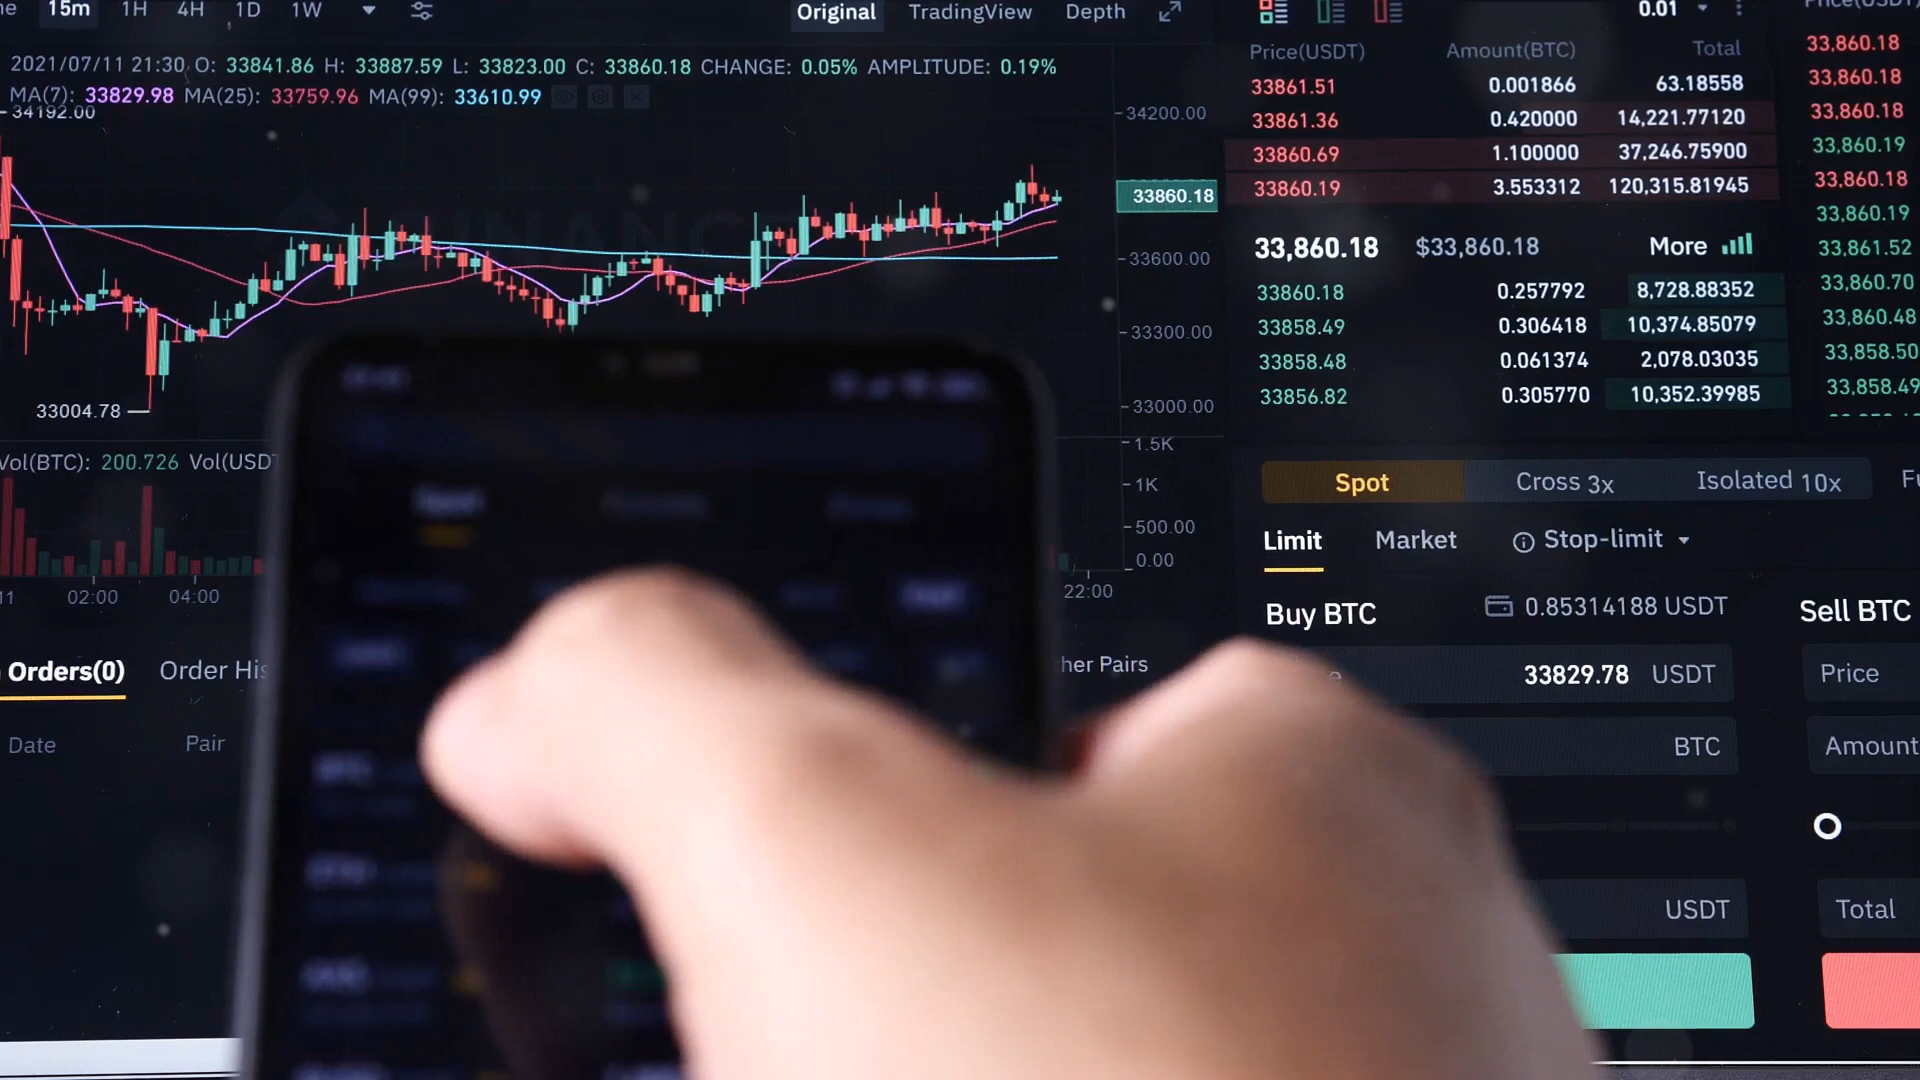 15m 1H 4H 1D 1W
Original TradingView Depth
2021/07/11 21:30 O: 33841.86 H: 33887.59 L: 33823.00 C: 33860.18 CHANGE: 0.05% AMPLITUDE: 0.19%
MA(7): 33829.98 MA(25): 33759.96 MA(99): 33610.99
34192.00
34200.00
33860.18
33600.00
33300.00
33000.00
33004.78
Vol(BTC): 200.726 Vol(USDT
1.5K
1K
500.00
0.00
11 02:00 04:00 22:00
Orders(0) Order His
her Pairs
Date Pair
0.01
Price(USDT) Amount(BTC) Total
33861.51 0.001866 63.18558
33861.36 0.420000 14,221.77120
33860.69 1.100000 37,246.75900
33860.19 3.553312 120,315.81945
33,860.18 $33,860.18 More
33860.18 0.257792 8,728.88352
33858.49 0.306418 10,374.85079
33858.48 0.061374 2,078.03035
33856.82 0.305770 10,352.39985
33,860.18
33,860.18
33,860.18
33,860.19
33,860.18
33,860.19
33,861.52
33,860.70
33,860.48
33,858.50
33,858.49
Spot Cross 3x Isolated 10x
Limit Market Stop-limit
Buy BTC 0.85314188 USDT Sell BTC
33829.78 USDT Price
BTC Amount
USDT Total
BTC
ETH